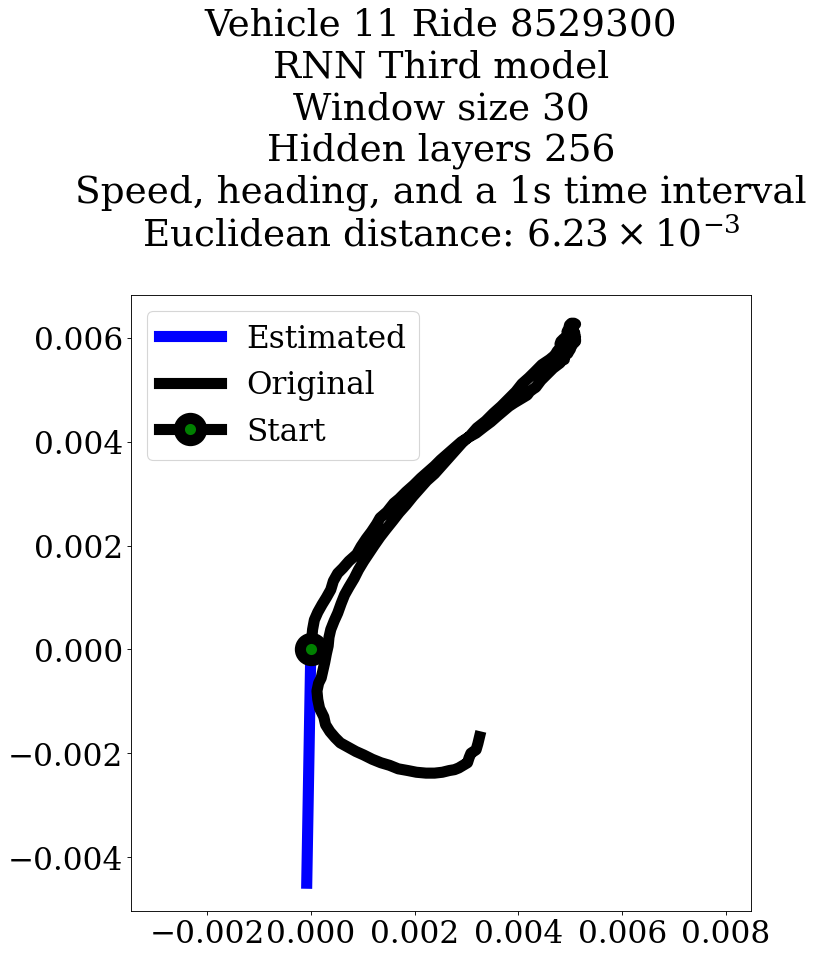 Vehicle 11 Ride 8529300
RNN Third model
Window size 30
Hidden layers 256
Speed, heading, and a 1s time interval
Euclidean distance: 6.23 × 10⁻³
Estimated
Original
Start
0.006
0.004
0.002
0.000
−0.002
−0.004
−0.002 0.000 0.002 0.004 0.006 0.008